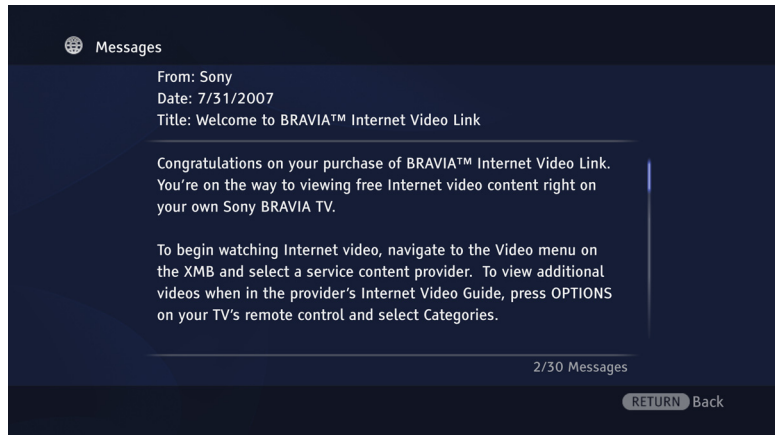 Messages
From: Sony
Date: 7/31/2007
Title: Welcome to BRAVIA™ Internet Video Link
Congratulations on your purchase of BRAVIA™ Internet Video Link.
You're on the way to viewing free Internet video content right on
your own Sony BRAVIA TV.
To begin watching Internet video, navigate to the Video menu on
the XMB and select a service content provider.  To view additional
videos when in the provider's Internet Video Guide, press OPTIONS
on your TV's remote control and select Categories.
2/30 Messages
RETURN Back